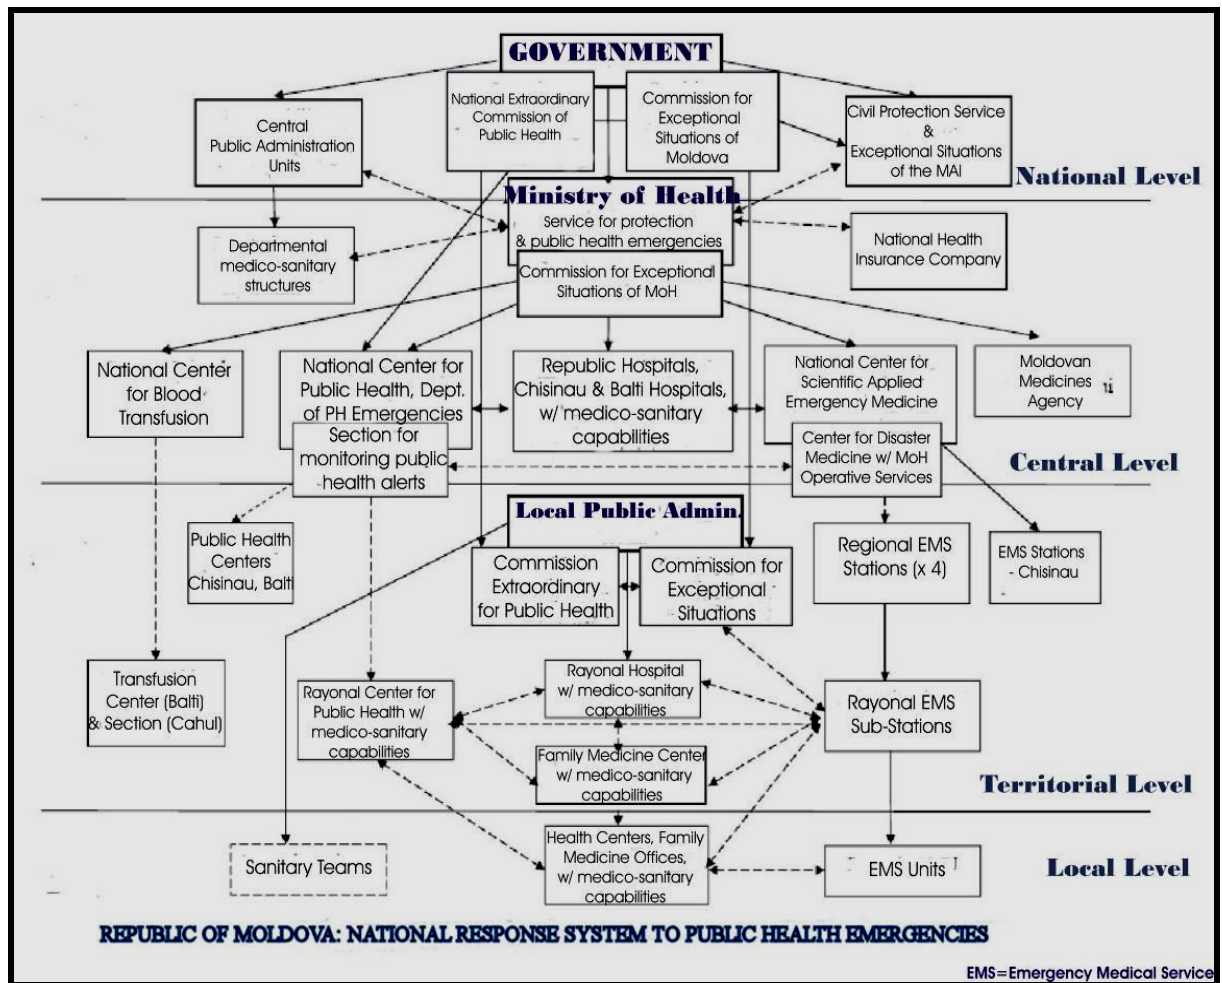 GOVERNMENT
National Extraordinary
Commission of
Public Health
Commission for
Exceptional
Situations of
Moldova
Central
Public Administration
Units
Civil Protection Service
&
Exceptional Situations
of the MAI
National Level
Ministry of Health
Service for protection
& public health emergencies
Departmental
medico-sanitary
structures
National Health
Insurance Company
Commission for Exceptional
Situations of MoH
National Center
for Blood
Transfusion
National Center for
Public Health, Dept.
of PH Emergencies
Republic Hospitals,
Chisinau & Balti Hospitals,
w/ medico-sanitary
capabilities
National Center for
Scientific Applied
Emergency Medicine
Moldovan
Medicines
Agency
Section for
monitoring public
health alerts
Center for Disaster
Medicine w/ MoH
Operative Services
Central Level
Local Public Admin.
Public Health
Centers
Chisinau, Balti
Commission
Extraordinary
for Public Health
Commission for
Exceptional
Situations
Regional EMS
Stations (x 4)
EMS Stations
- Chisinau
Transfusion
Center (Balti)
& Section (Cahul)
Rayonal Center for
Public Health w/
medico-sanitary
capabilities
Rayonal Hospital
w/ medico-sanitary
capabilities
Rayonal EMS
Sub-Stations
Family Medicine Center
w/ medico-sanitary
capabilities
Territorial Level
Sanitary Teams
Health Centers, Family
Medicine Offices,
w/ medico-sanitary
capabilities
EMS Units
Local Level
REPUBLIC OF MOLDOVA: NATIONAL RESPONSE SYSTEM TO PUBLIC HEALTH EMERGENCIES
EMS=Emergency Medical Service